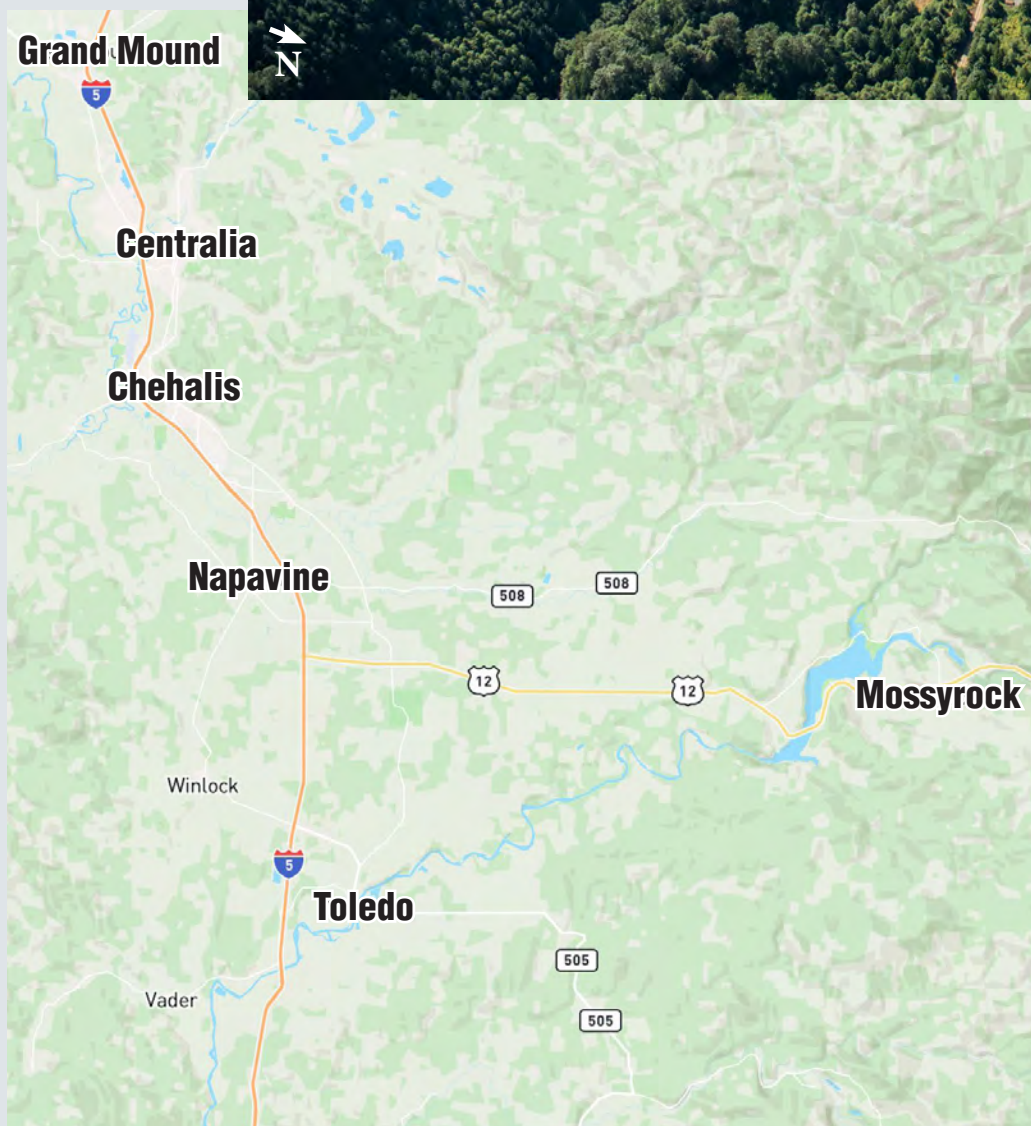 Grand Mound
N
5
Centralia
Chehalis
Napavine
508
508
12
12
Mossyrock
Winlock
5
Toledo
505
Vader
505